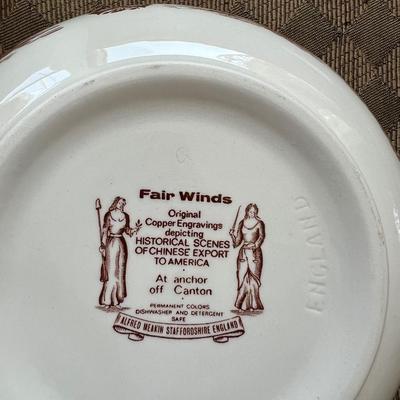 Fair Winds
Original
Copper Engravings
depicting
HISTORICAL SCENES
OF CHINESE EXPORT
TO AMERICA
At anchor
off Canton
PERMANENT COLORS
DISHWASHER AND DETERGENT
SAFE
ALFRED MEAKIN STAFFORDSHIRE ENGLAND
ENGLAND